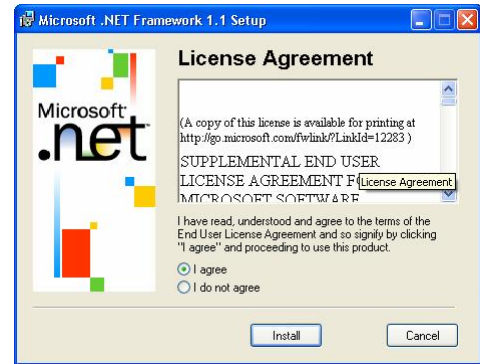 Microsoft .NET Framework 1.1 Setup
License Agreement
Microsoft
.net
(A copy of this license is available for printing at
http://go.microsoft.com/fwlink/?LinkId=12283 )
SUPPLEMENTAL END USER
LICENSE AGREEMENT FO
License Agreement
MICROSOFT SOFTWARE
I have read, understood and agree to the terms of the
End User License Agreement and so signify by clicking
"I agree" and proceeding to use this product.
I agree
I do not agree
Install
Cancel